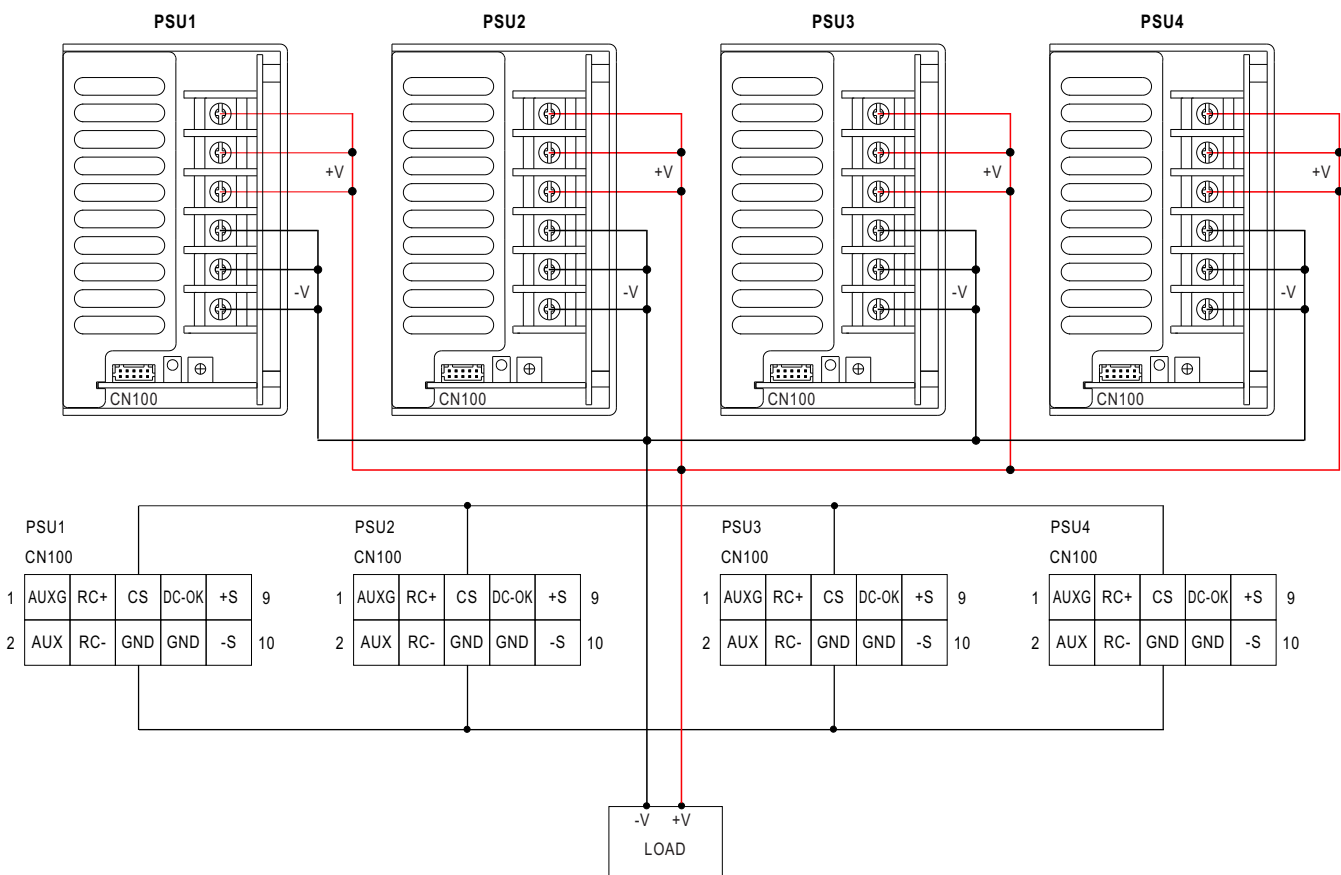 PSU1 PSU2 PSU3 PSU4
+V +V +V +V
-V -V -V -V
CN100 CN100 CN100 CN100
PSU1 PSU2 PSU3 PSU4
CN100 CN100 CN100 CN100
1 AUXG RC+ CS DC-OK +S 9 1 AUXG RC+ CS DC-OK +S 9 1 AUXG RC+ CS DC-OK +S 9 1 AUXG RC+ CS DC-OK +S 9
2 AUX RC- GND GND -S 10 2 AUX RC- GND GND -S 10 2 AUX RC- GND GND -S 10 2 AUX RC- GND GND -S 10
-V +V
LOAD